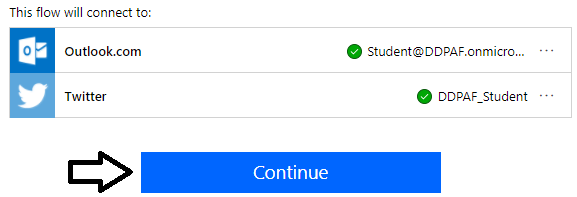 This flow will connect to:
Outlook.com Student@DDPAF.onmicro... ...
Twitter DDPAF_Student ...
Continue